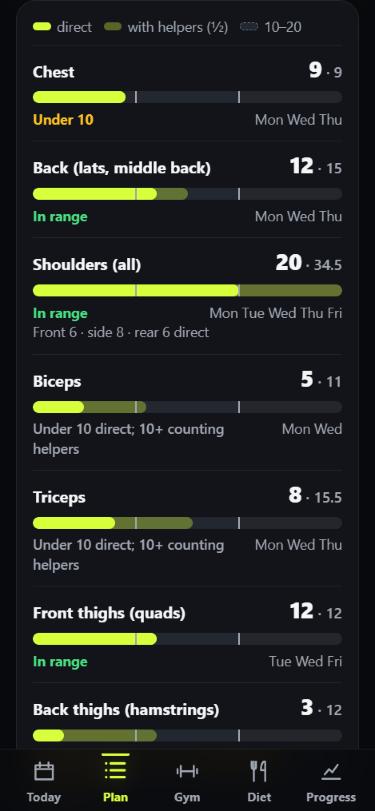 direct with helpers (½) 10–20
Chest 9 · 9
Under 10 Mon Wed Thu
Back (lats, middle back) 12 · 15
In range Mon Wed Thu
Shoulders (all) 20 · 34.5
In range Mon Tue Wed Thu Fri
Front 6 · side 8 · rear 6 direct
Biceps 5 · 11
Under 10 direct; 10+ counting Mon Wed
helpers
Triceps 8 · 15.5
Under 10 direct; 10+ counting Mon Wed Thu
helpers
Front thighs (quads) 12 · 12
In range Tue Wed Fri
Back thighs (hamstrings) 3 · 12
Today Plan Gym Diet Progress